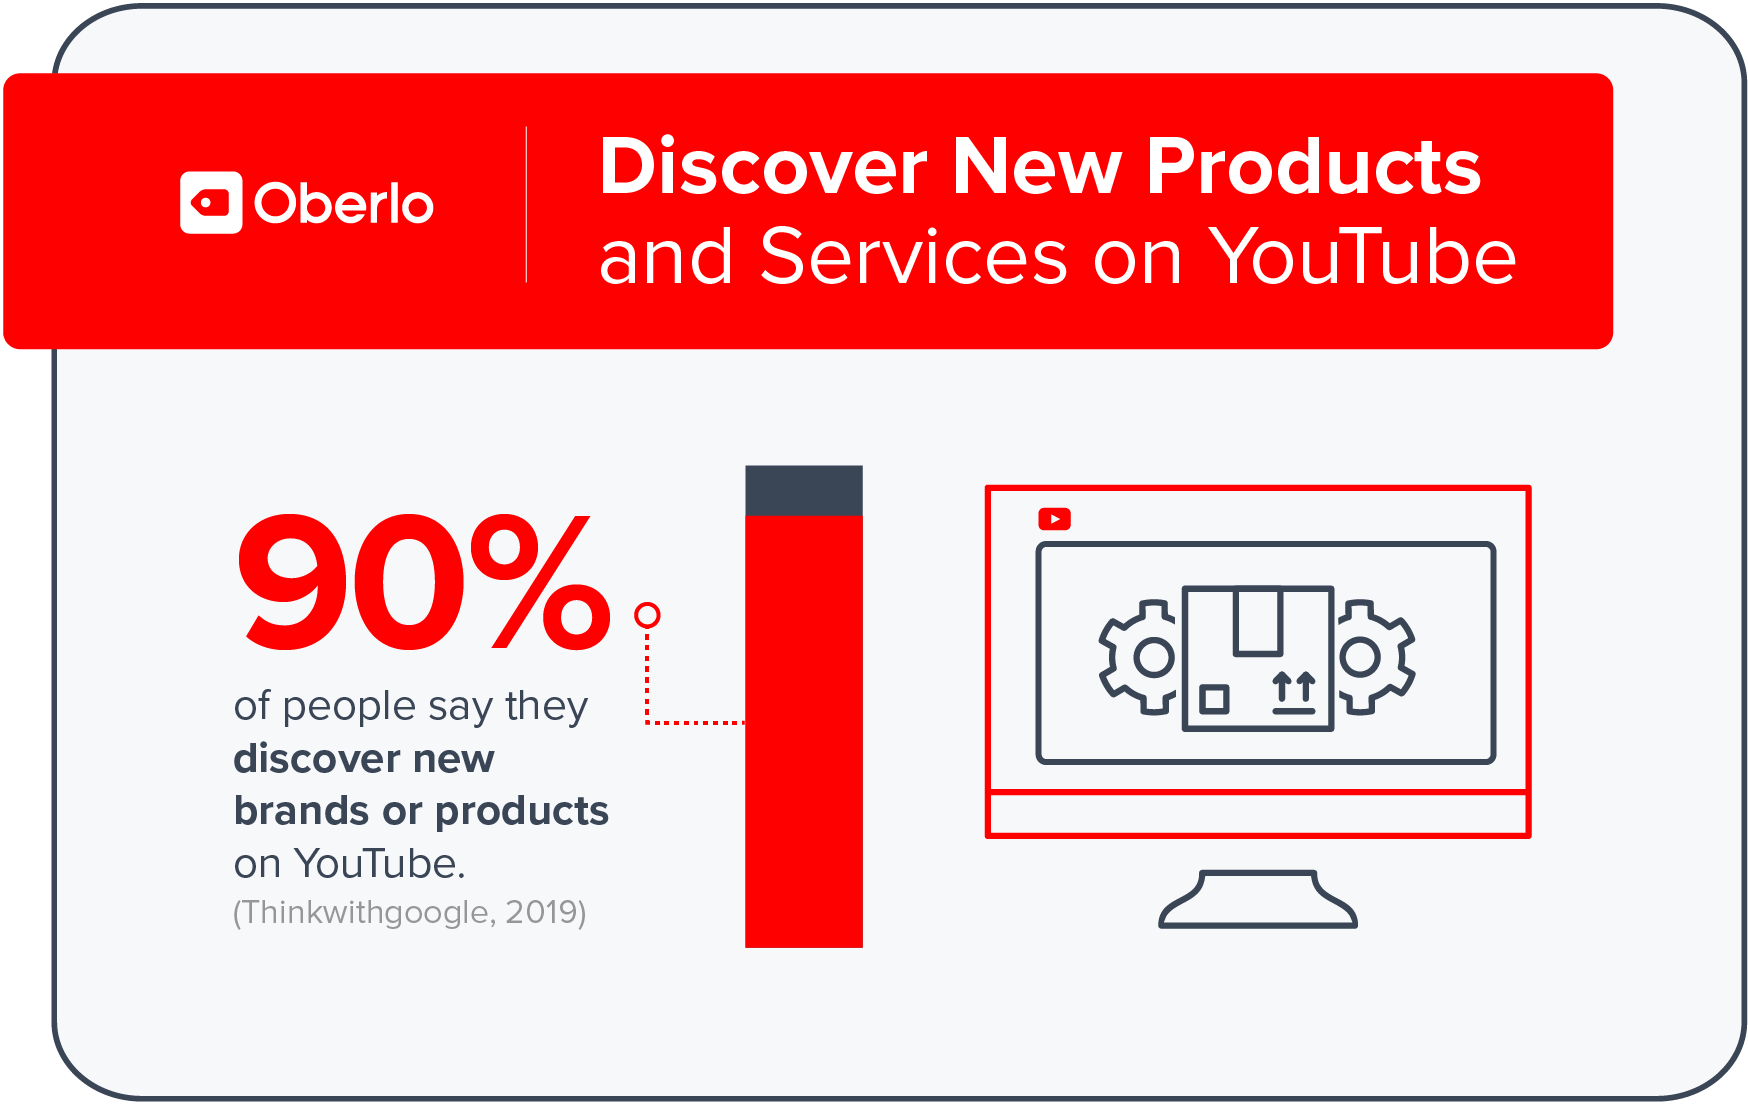 Oberlo
Discover New Products
and Services on YouTube
90%
of people say they
discover new
brands or products
on YouTube.
(Thinkwithgoogle, 2019)